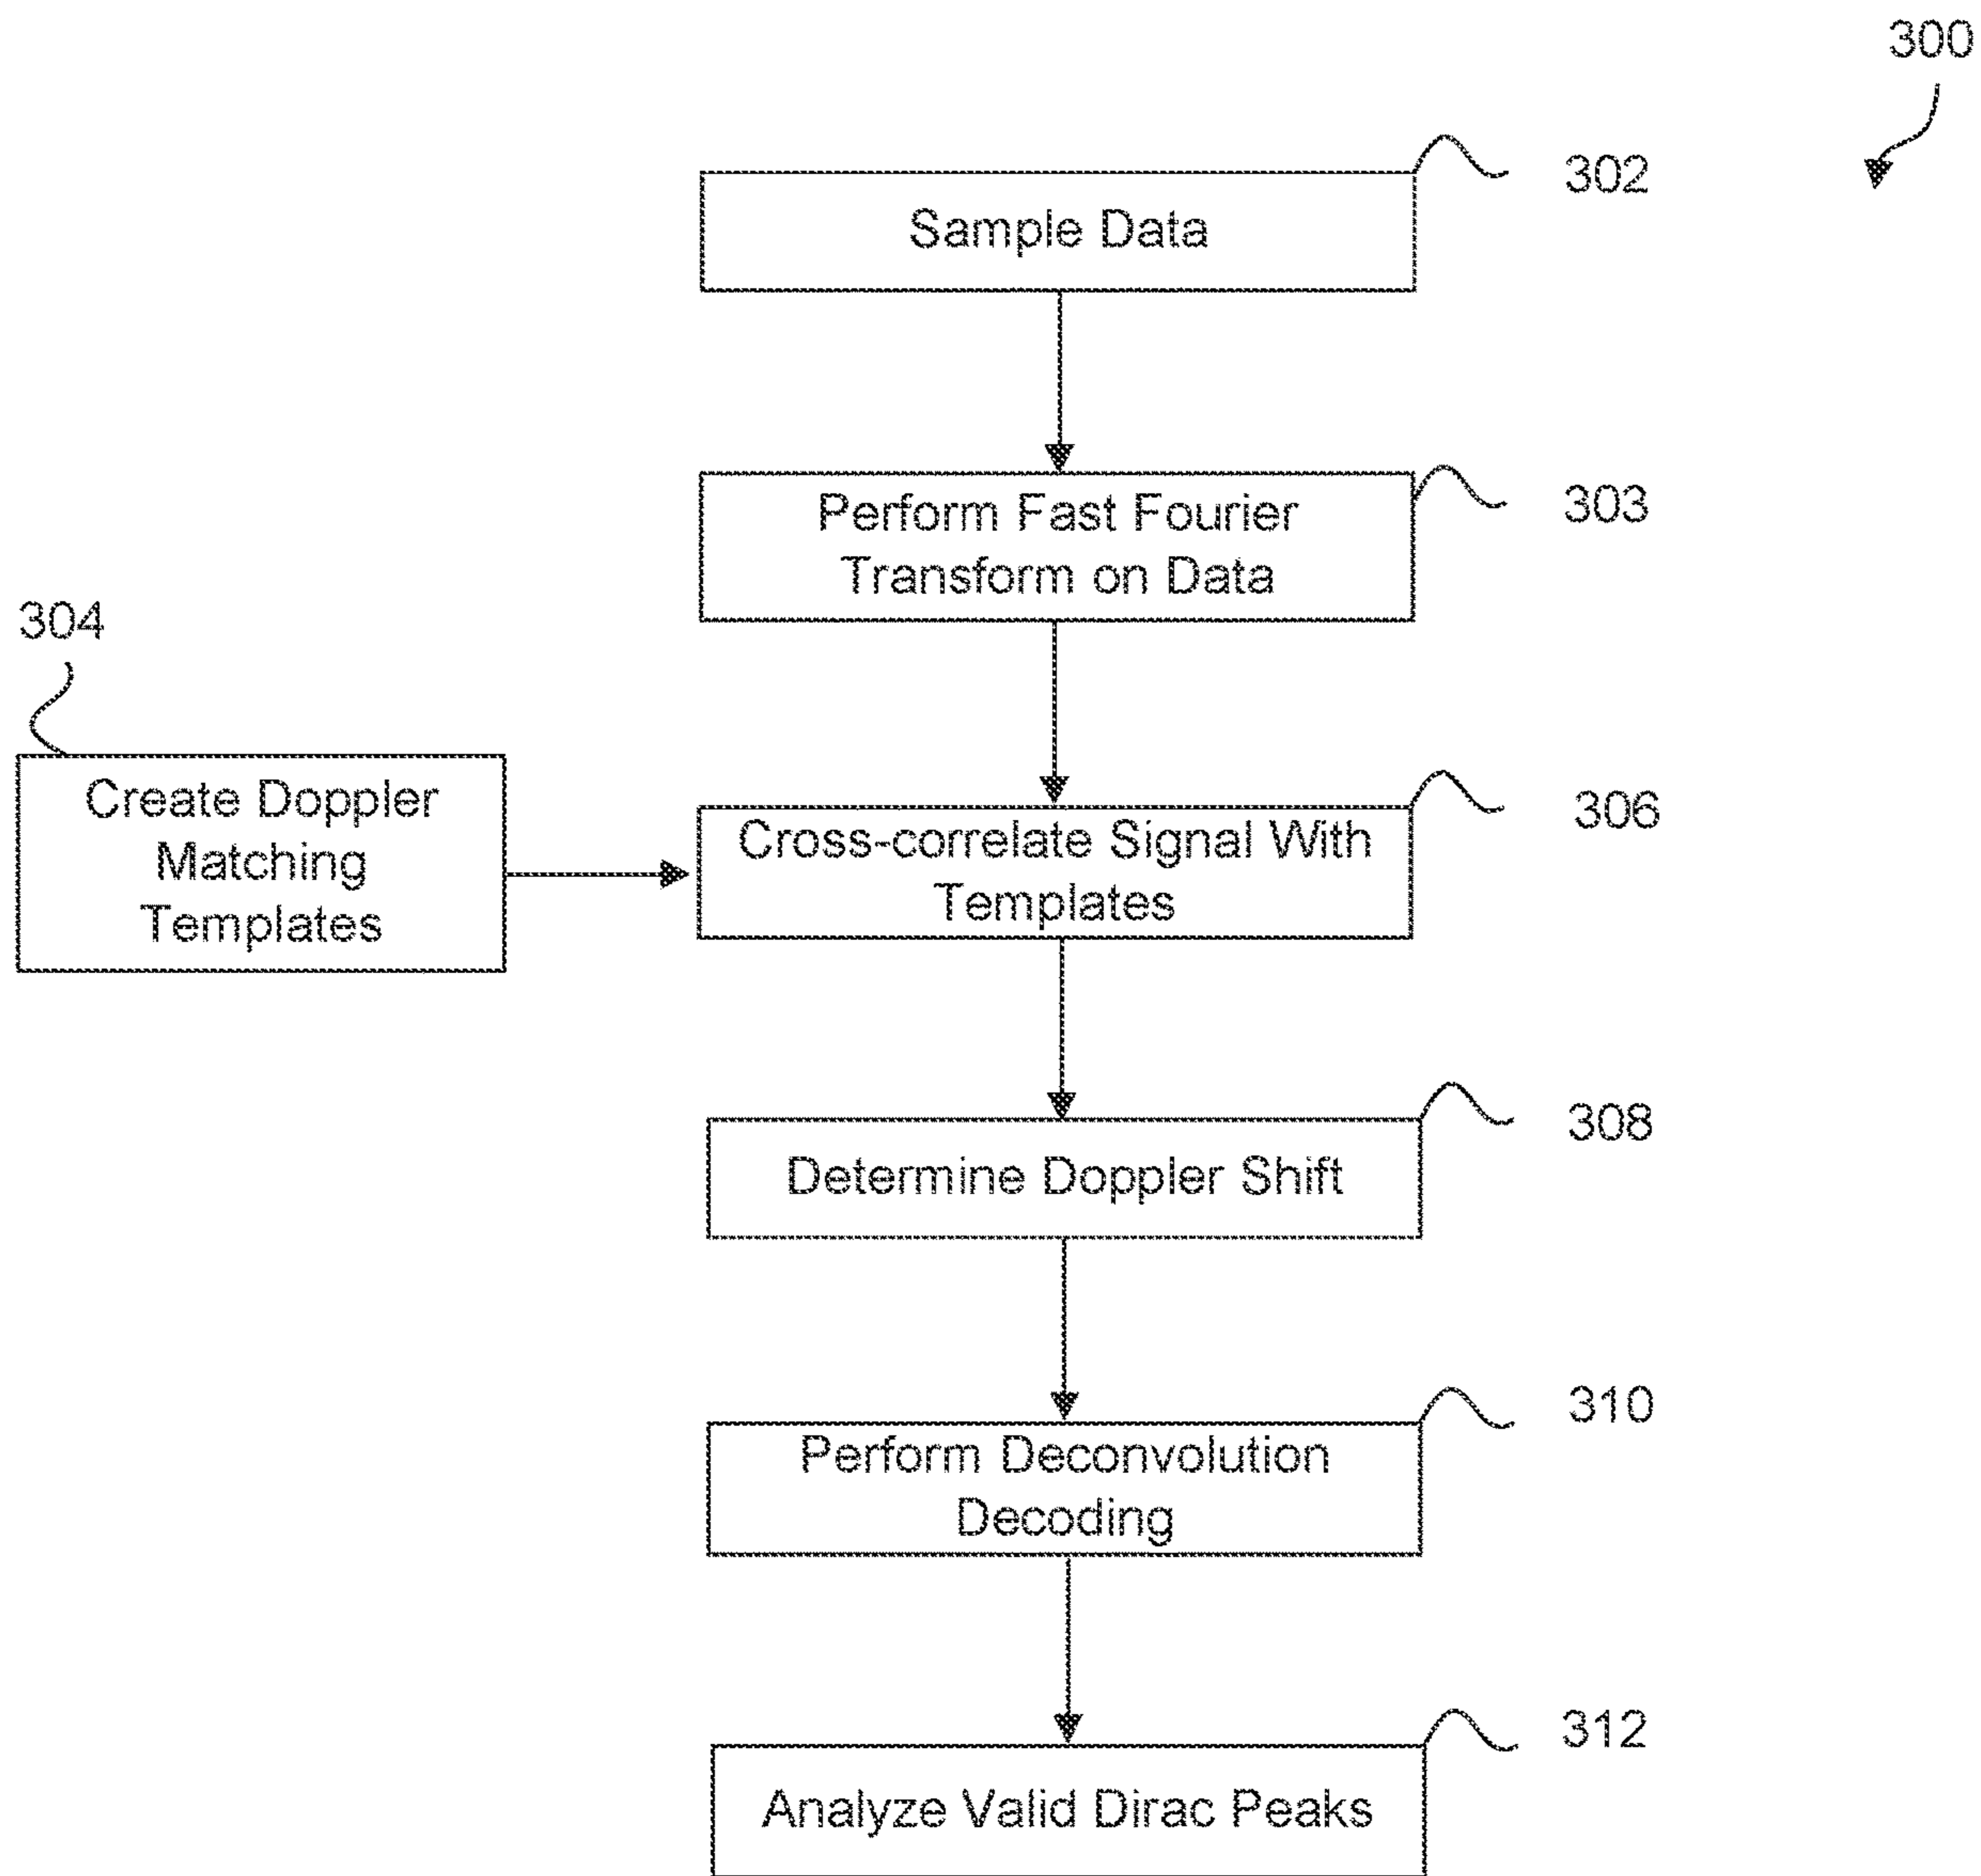 300
302
Sample Data
303
Perform Fast Fourier
Transform on Data
304
Create Doppler
Matching
Templates
306
Cross-correlate Signal With
Templates
308
Determine Doppler Shift
310
Perform Deconvolution
Decoding
312
Analyze Valid Dirac Peaks